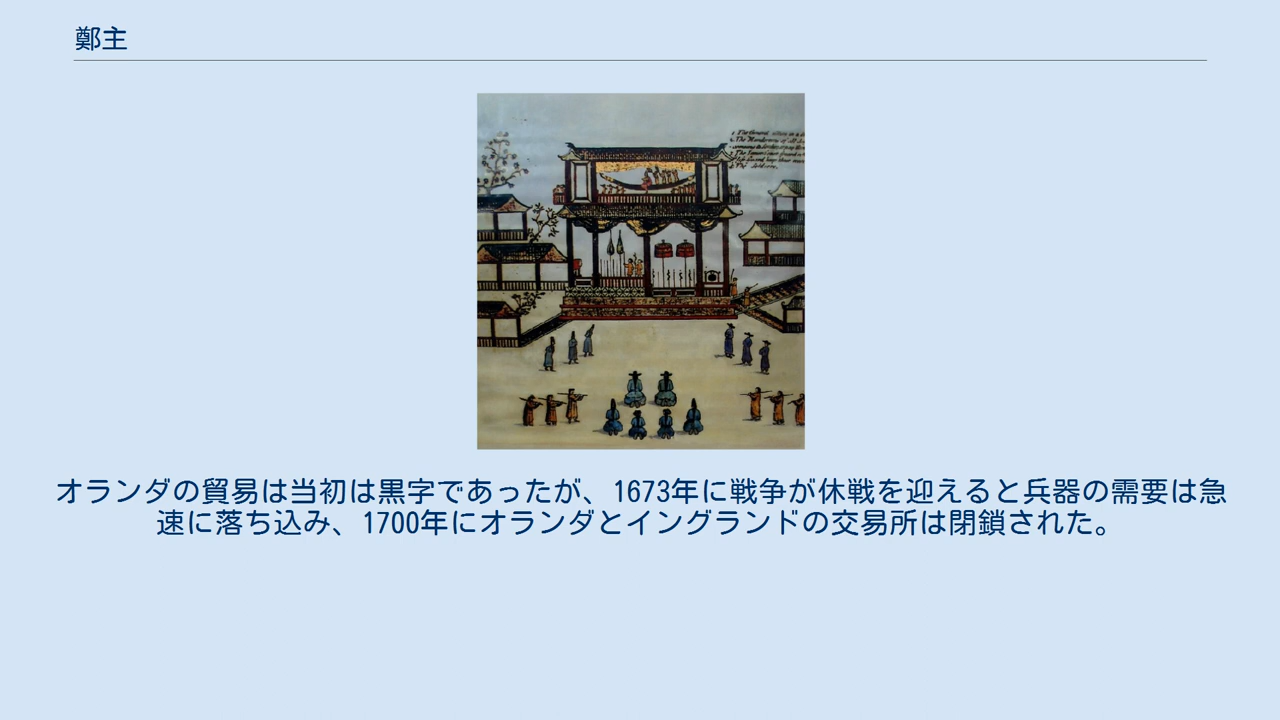 鄭主
1 The General
オランダの貿易は当初は黒字であったが、1673年に戦争が休戦を迎えると兵器の需要は急
速に落ち込み、1700年にオランダとイングランドの交易所は閉鎖された。